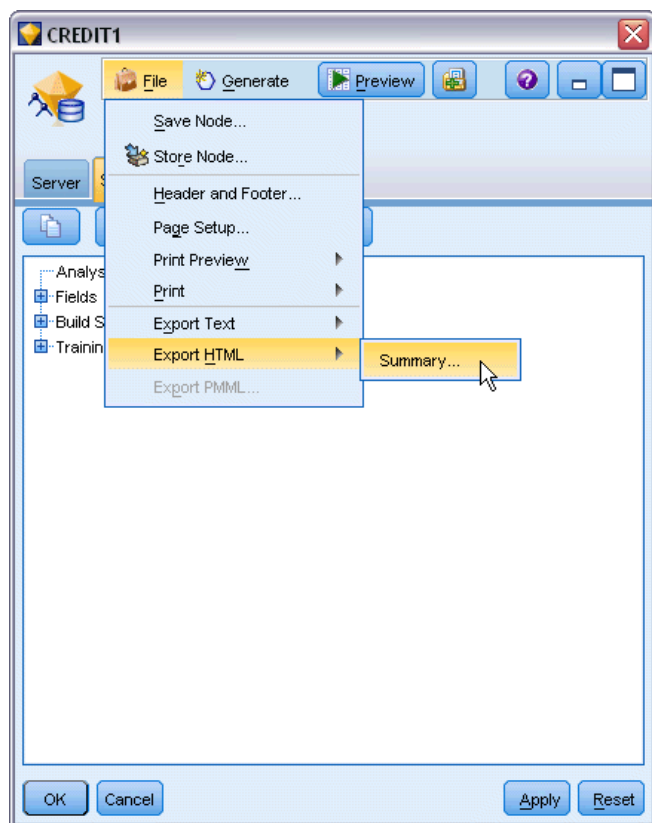 CREDIT1
File Generate Preview
Save Node...
Store Node...
Server
Header and Footer...
Page Setup...
Print Preview
Analys
Print
Fields
Build S
Export Text
Trainin
Export HTML
Summary...
Export PMML...
OK Cancel Apply Reset